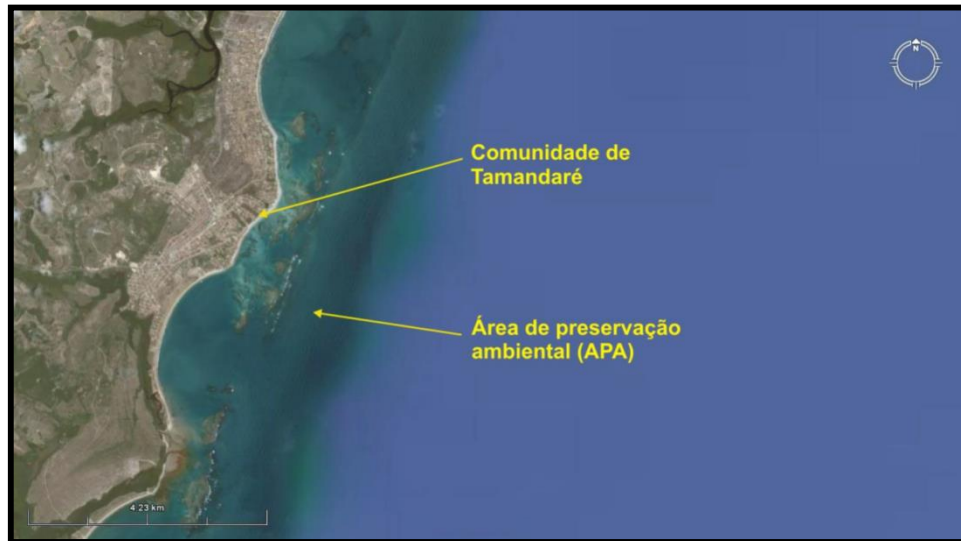 N
Comunidade de
Tamandaré
Área de preservação
ambiental (APA)
4.23 km